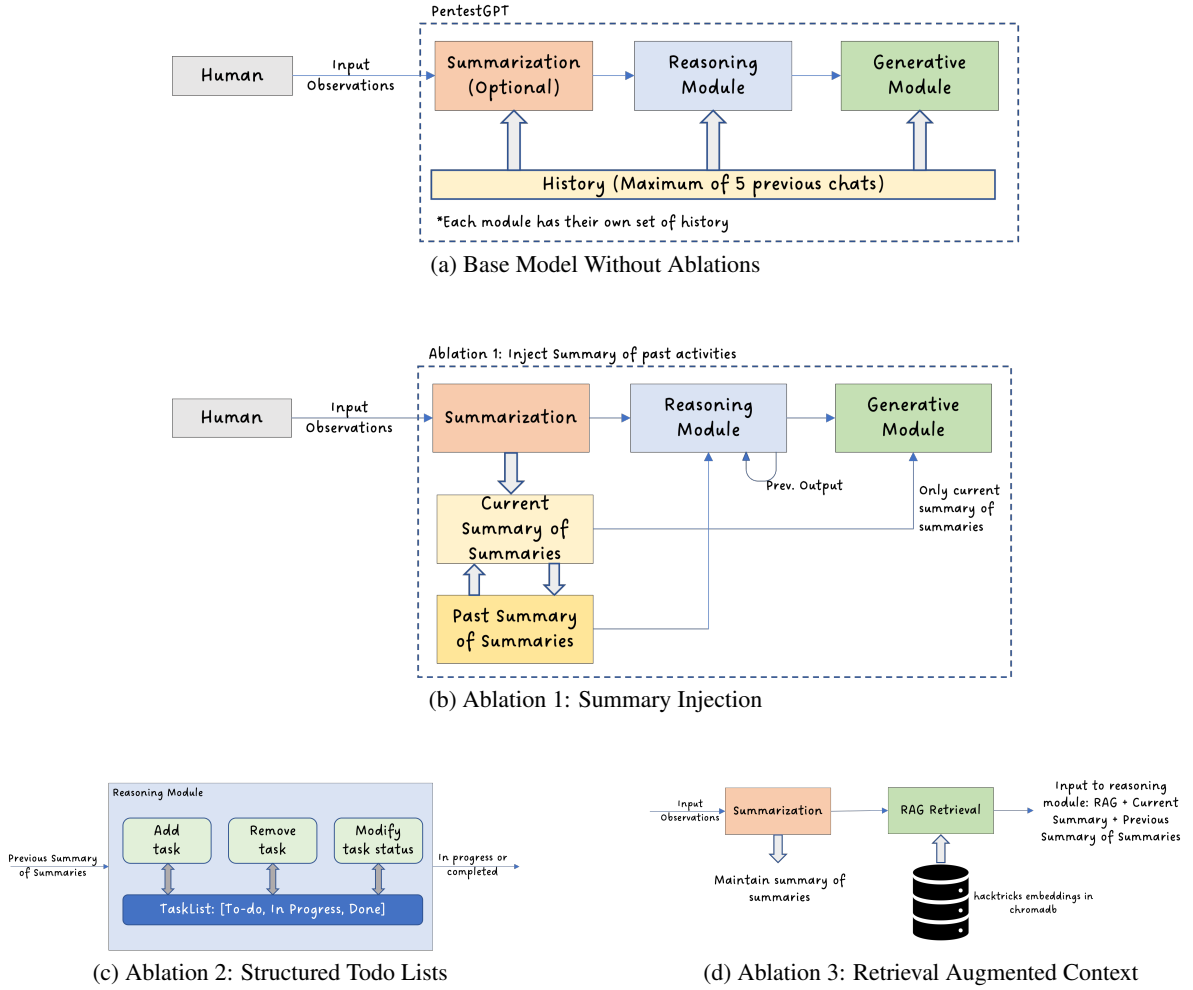 PentestGPT
Human
Input
Observations
Summarization
(Optional)
Reasoning
Module
Generative
Module
History (Maximum of 5 previous chats)
*Each module has their own set of history
(a) Base Model Without Ablations
Ablation 1: Inject Summary of past activities
Human
Input
Observations
Summarization
Reasoning
Module
Generative
Module
Prev. Output
Only current
summary of
summaries
Current
Summary of
Summaries
Past Summary
of Summaries
(b) Ablation 1: Summary Injection
Reasoning Module
Previous Summary
of Summaries
Add
task
Remove
task
Modify
task status
In progress or
completed
TaskList: [To-do, In Progress, Done]
(c) Ablation 2: Structured Todo Lists
Input
Observations
Summarization
RAG Retrieval
Input to reasoning
module: RAG + Current
Summary + Previous
Summary of Summaries
Maintain summary of
summaries
hacktricks embeddings in
chromadb
(d) Ablation 3: Retrieval Augmented Context